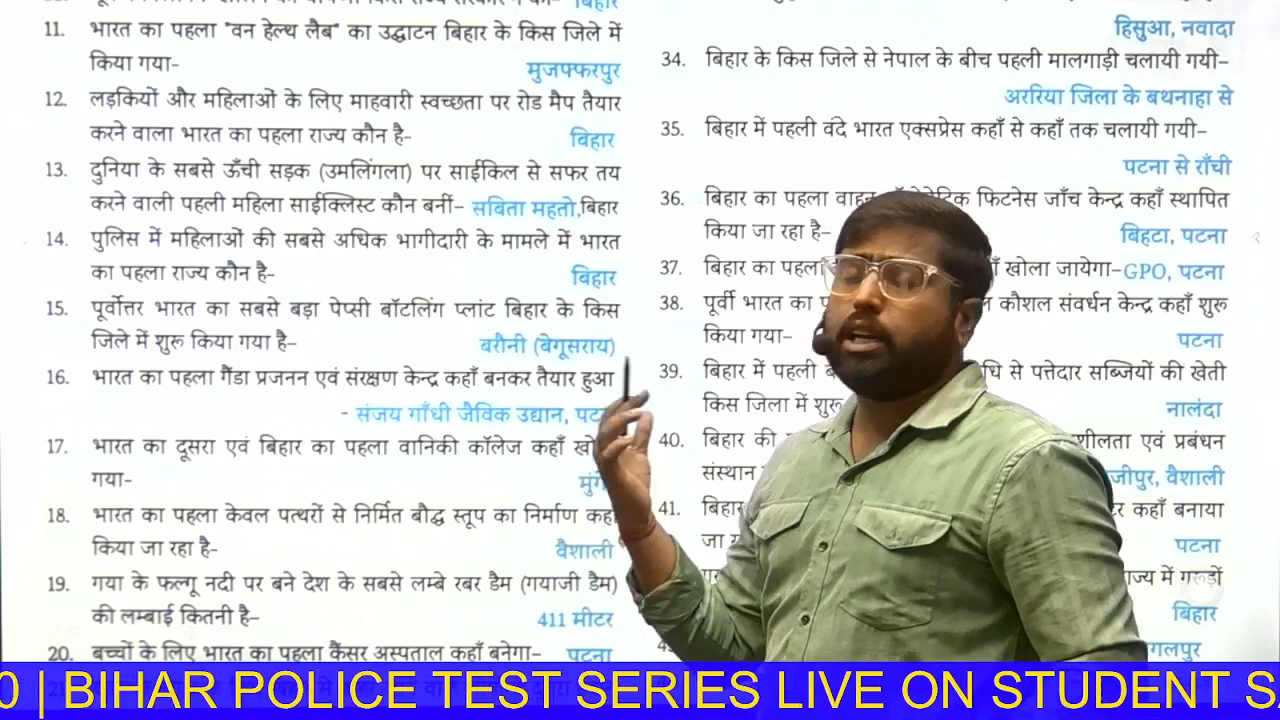 बिहार
11. भारत का पहला "वन हेल्थ लैब" का उद्घाटन बिहार के किस जिले में
किया गया- मुजफ्फरपुर
12. लड़कियों और महिलाओं के लिए माहवारी स्वच्छता पर रोड मैप तैयार
करने वाला भारत का पहला राज्य कौन है- बिहार
13. दुनिया के सबसे ऊँची सड़क (उमलिंगला) पर साईकिल से सफर तय
करने वाली पहली महिला साईक्लिस्ट कौन बनीं- सविता महतो,बिहार
14. पुलिस में महिलाओं की सबसे अधिक भागीदारी के मामले में भारत
का पहला राज्य कौन है- बिहार
15. पूर्वोत्तर भारत का सबसे बड़ा पेप्सी बॉटलिंग प्लांट बिहार के किस
जिले में शुरू किया गया है- बरौनी (बेगूसराय)
16. भारत का पहला गैंडा प्रजनन एवं संरक्षण केन्द्र कहाँ बनकर तैयार हुआ
- संजय गाँधी जैविक उद्यान,
17. भारत का दूसरा एवं बिहार का पहला वानिकी कॉलेज कहाँ
गया-
18. भारत का पहला केवल पत्थरों से निर्मित बौद्ध स्तूप का निर्माण
किया जा रहा है- वैशाली
19. गया के फल्गू नदी पर बने देश के सबसे लम्बे रबर डैम (गयाजी डैम)
की लम्बाई कितनी है- 411 मीटर
20. बच्चों के लिए भारत का पहला कैंसर अस्पताल कहाँ बनेगा- पटना
हिसुआ, नवादा
34. बिहार के किस जिले से नेपाल के बीच पहली मालगाड़ी चलायी गयी-
अररिया जिला के बथनाहा से
35. बिहार में पहली वंदे भारत एक्सप्रेस कहाँ से कहाँ तक चलायी गयी-
पटना से राँची
36. बिहार का पहला वाहन फिटनेस जाँच केन्द्र कहाँ स्थापित
किया जा रहा है- बिहटा, पटना
37. बिहार का पहला खोला जायेगा-GPO, पटना
38. पूर्वी भारत का कौशल संवर्धन केन्द्र कहाँ शुरू
किया गया- पटना
39. बिहार में पहली से पत्तेदार सब्जियों की खेती
किस जिला में शुरू नालंदा
40. बिहार की एवं प्रबंधन
संस्थान वैशाली
41. बिहार कहाँ बनाया
जा पटना
में
बिहार
0 | BIHAR POLICE TEST SERIES LIVE ON STUDENT